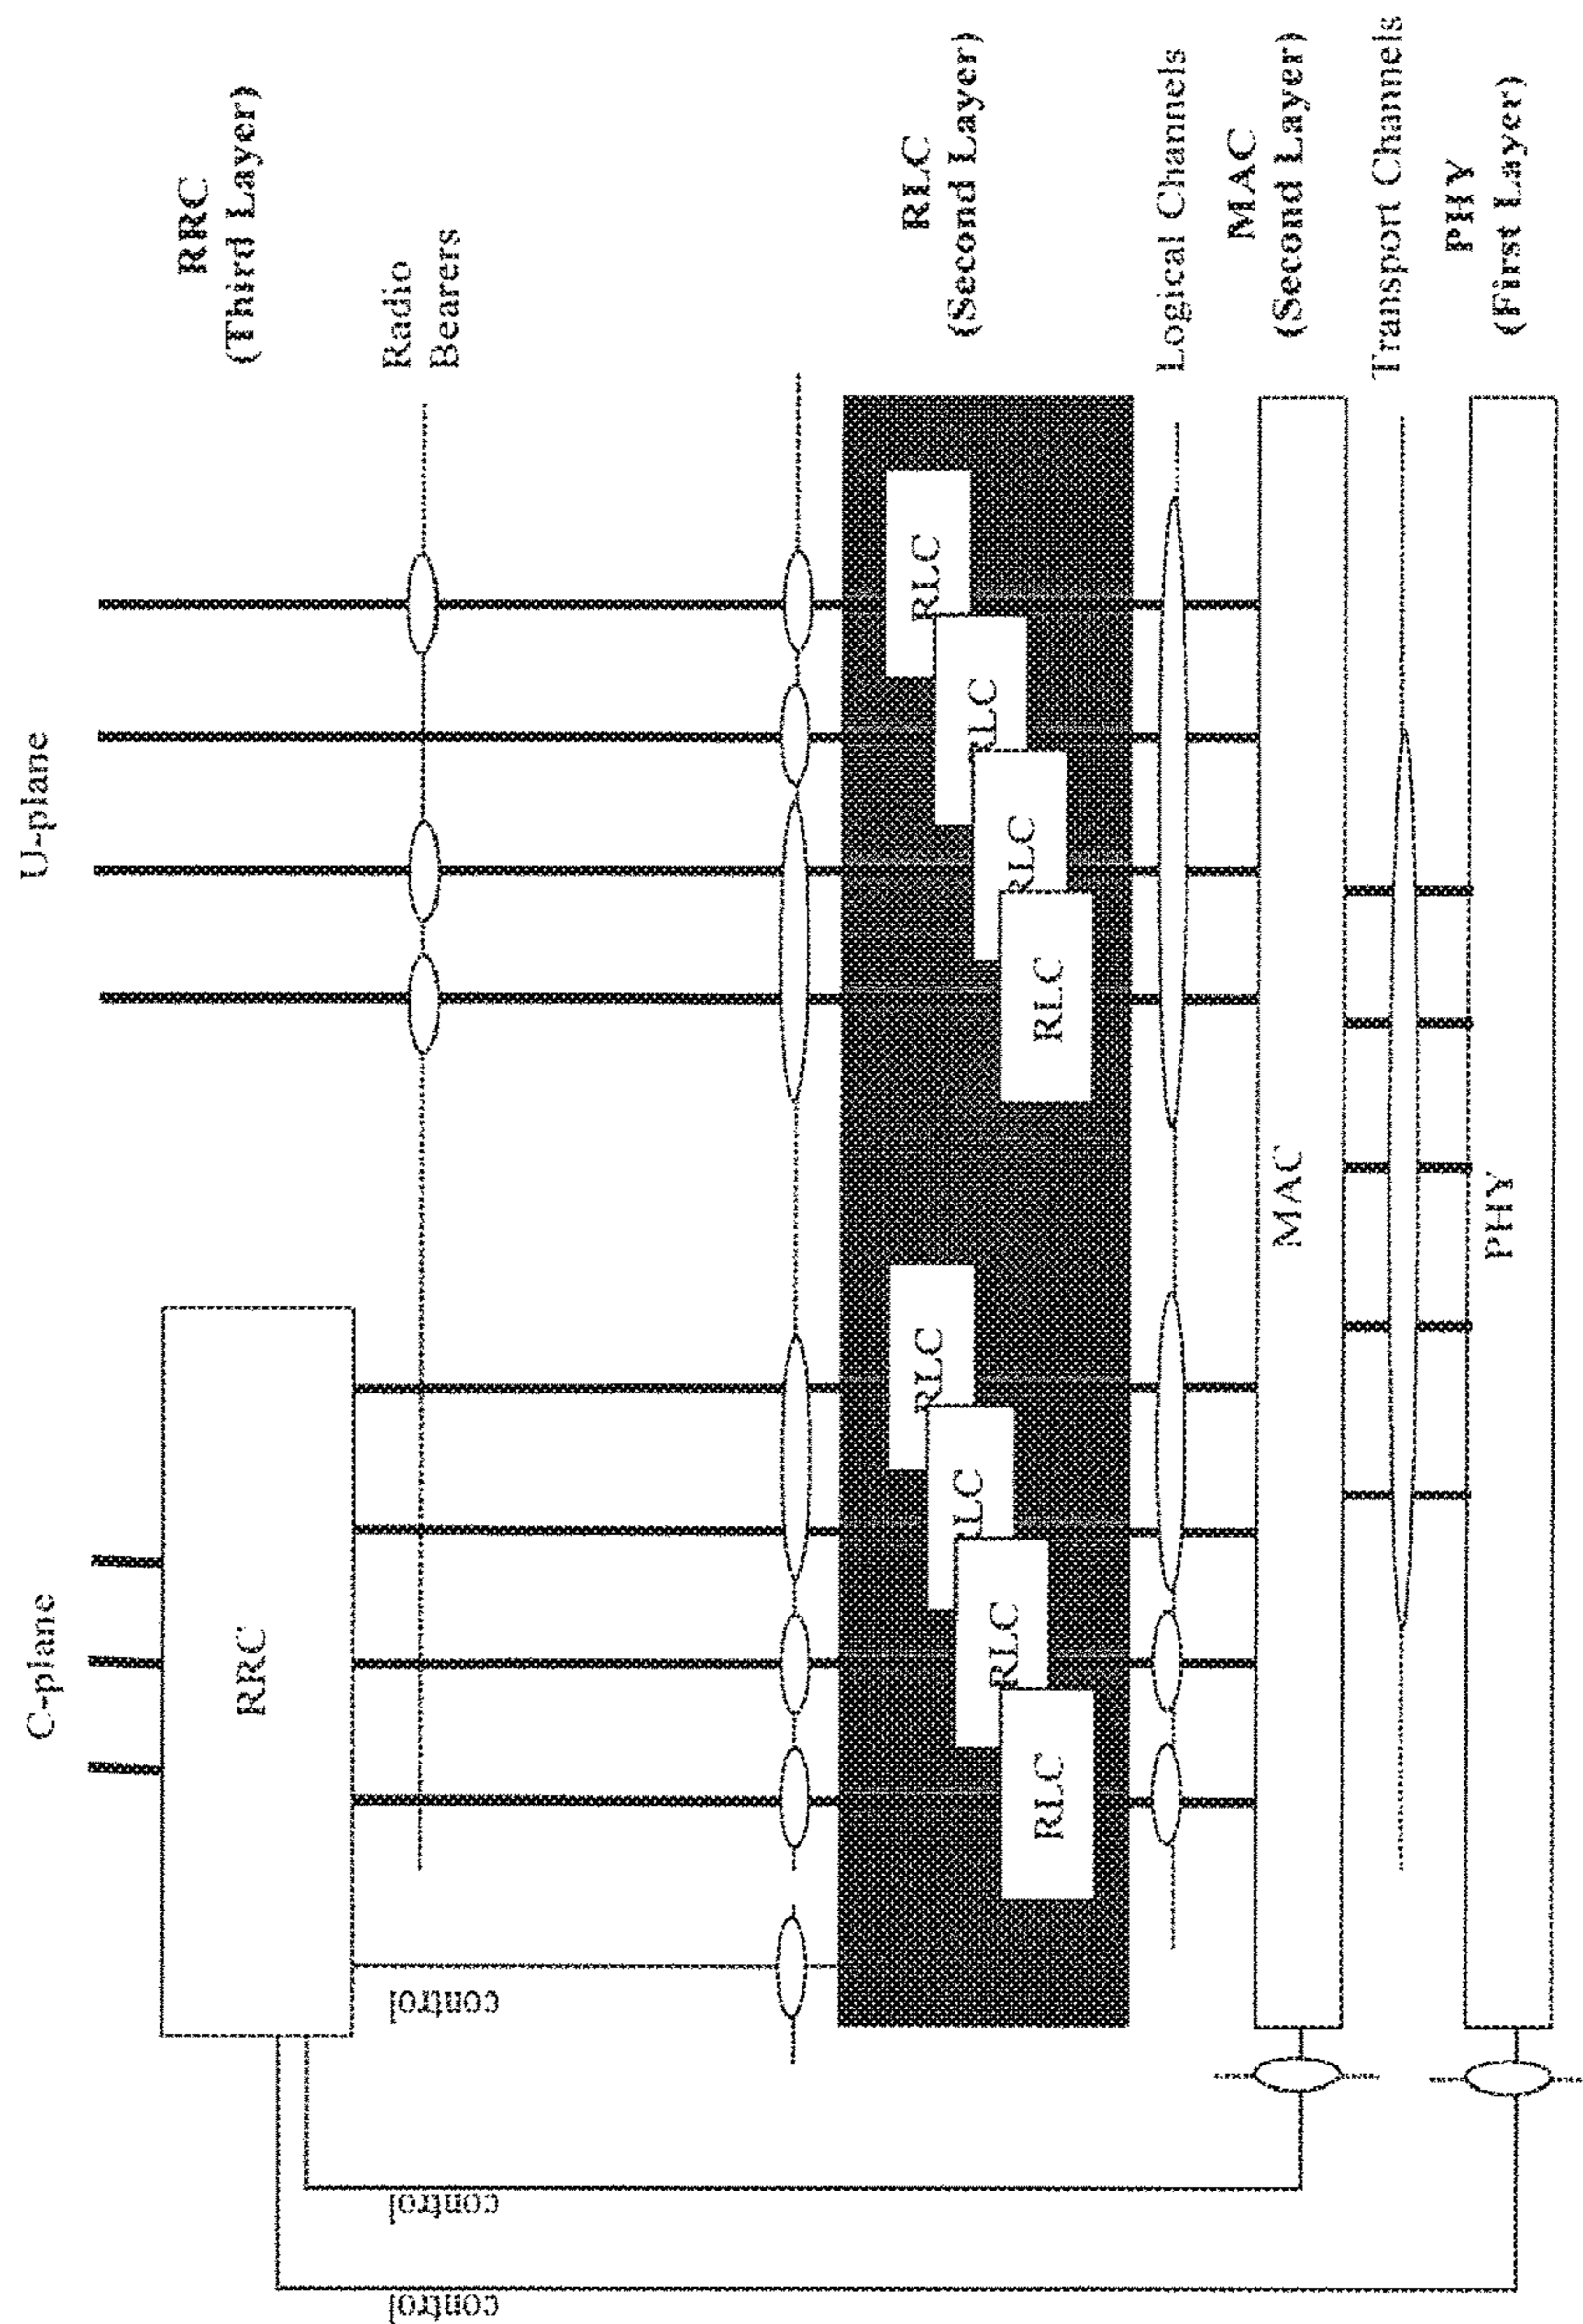 C-plane
U-plane
RRC
(Third Layer)
RRC
Radio
Bearers
control
control
control
RLC
(Second Layer)
RLC
RLC
RLC
RLC
RLC
RLC
RLC
RLC
Logical Channels
MAC
MAC
(Second Layer)
Transport Channels
PHY
PHY
(First Layer)